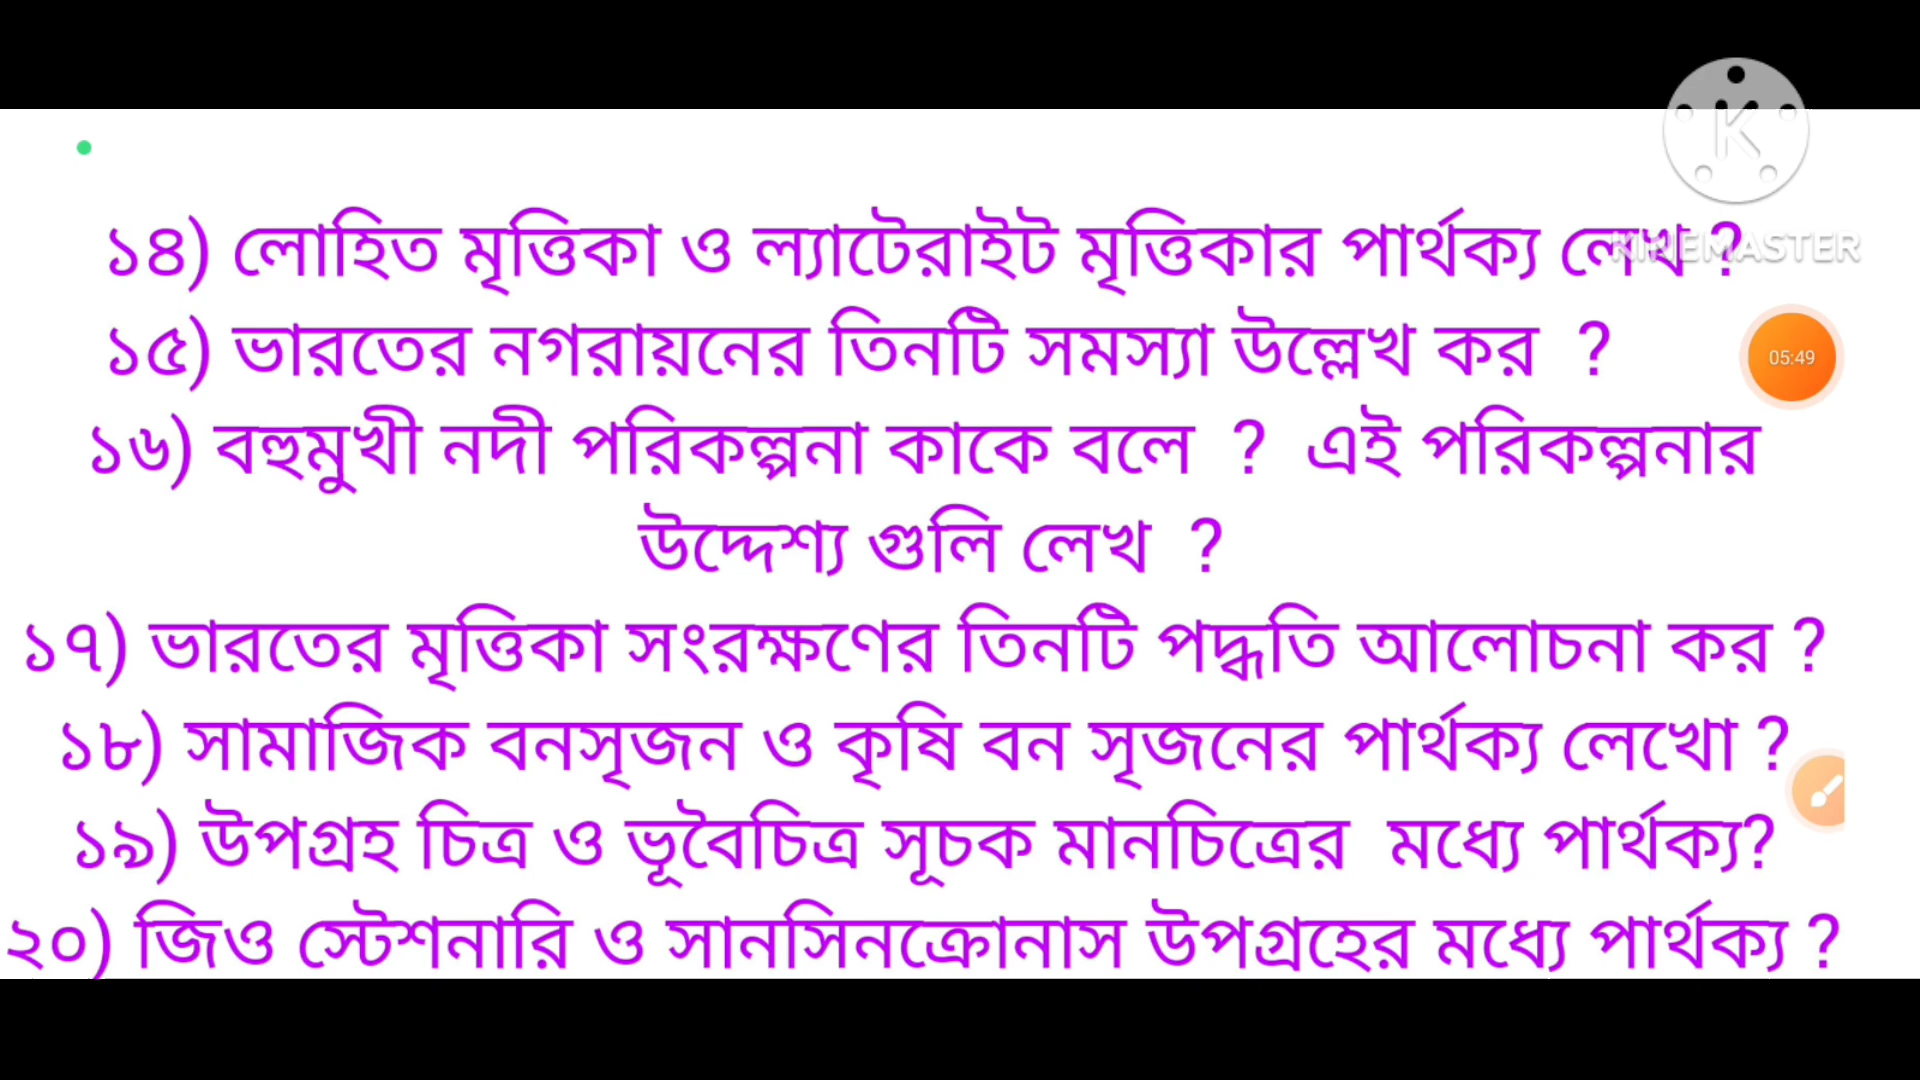 KINEMASTER
১৪) লোহিত মৃত্তিকা ও ল্যাটেরাইট মৃত্তিকার পার্থক্য লেখ ?
১৫) ভারতের নগরায়নের তিনটি সমস্যা উল্লেখ কর ?
05:49
১৬) বহুমুখী নদী পরিকল্পনা কাকে বলে ? এই পরিকল্পনার
উদ্দেশ্য গুলি লেখ ?
১৭) ভারতের মৃত্তিকা সংরক্ষণের তিনটি পদ্ধতি আলোচনা কর ?
১৮) সামাজিক বনসৃজন ও কৃষি বন সৃজনের পার্থক্য লেখো ?
১৯) উপগ্রহ চিত্র ও ভূবৈচিত্র সূচক মানচিত্রের মধ্যে পার্থক্য?
২০) জিও স্টেশনারি ও সানসিনক্রোনাস উপগ্রহের মধ্যে পার্থক্য ?